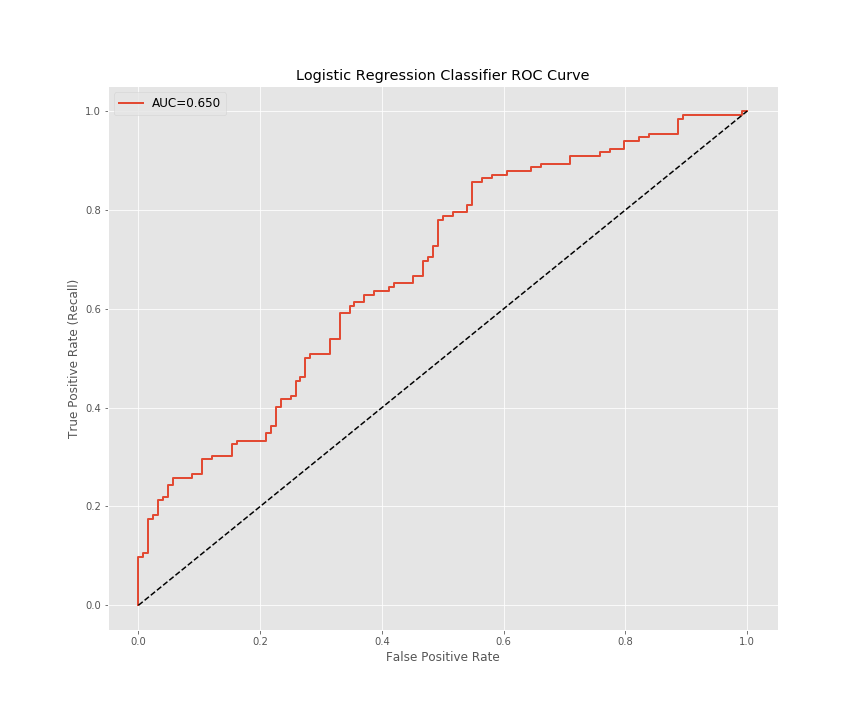 Logistic Regression Classifier ROC Curve
AUC=0.650
1.0
0.8
0.6
0.4
0.2
0.0
True Positive Rate (Recall)
0.0 0.2 0.4 0.6 0.8 1.0
False Positive Rate